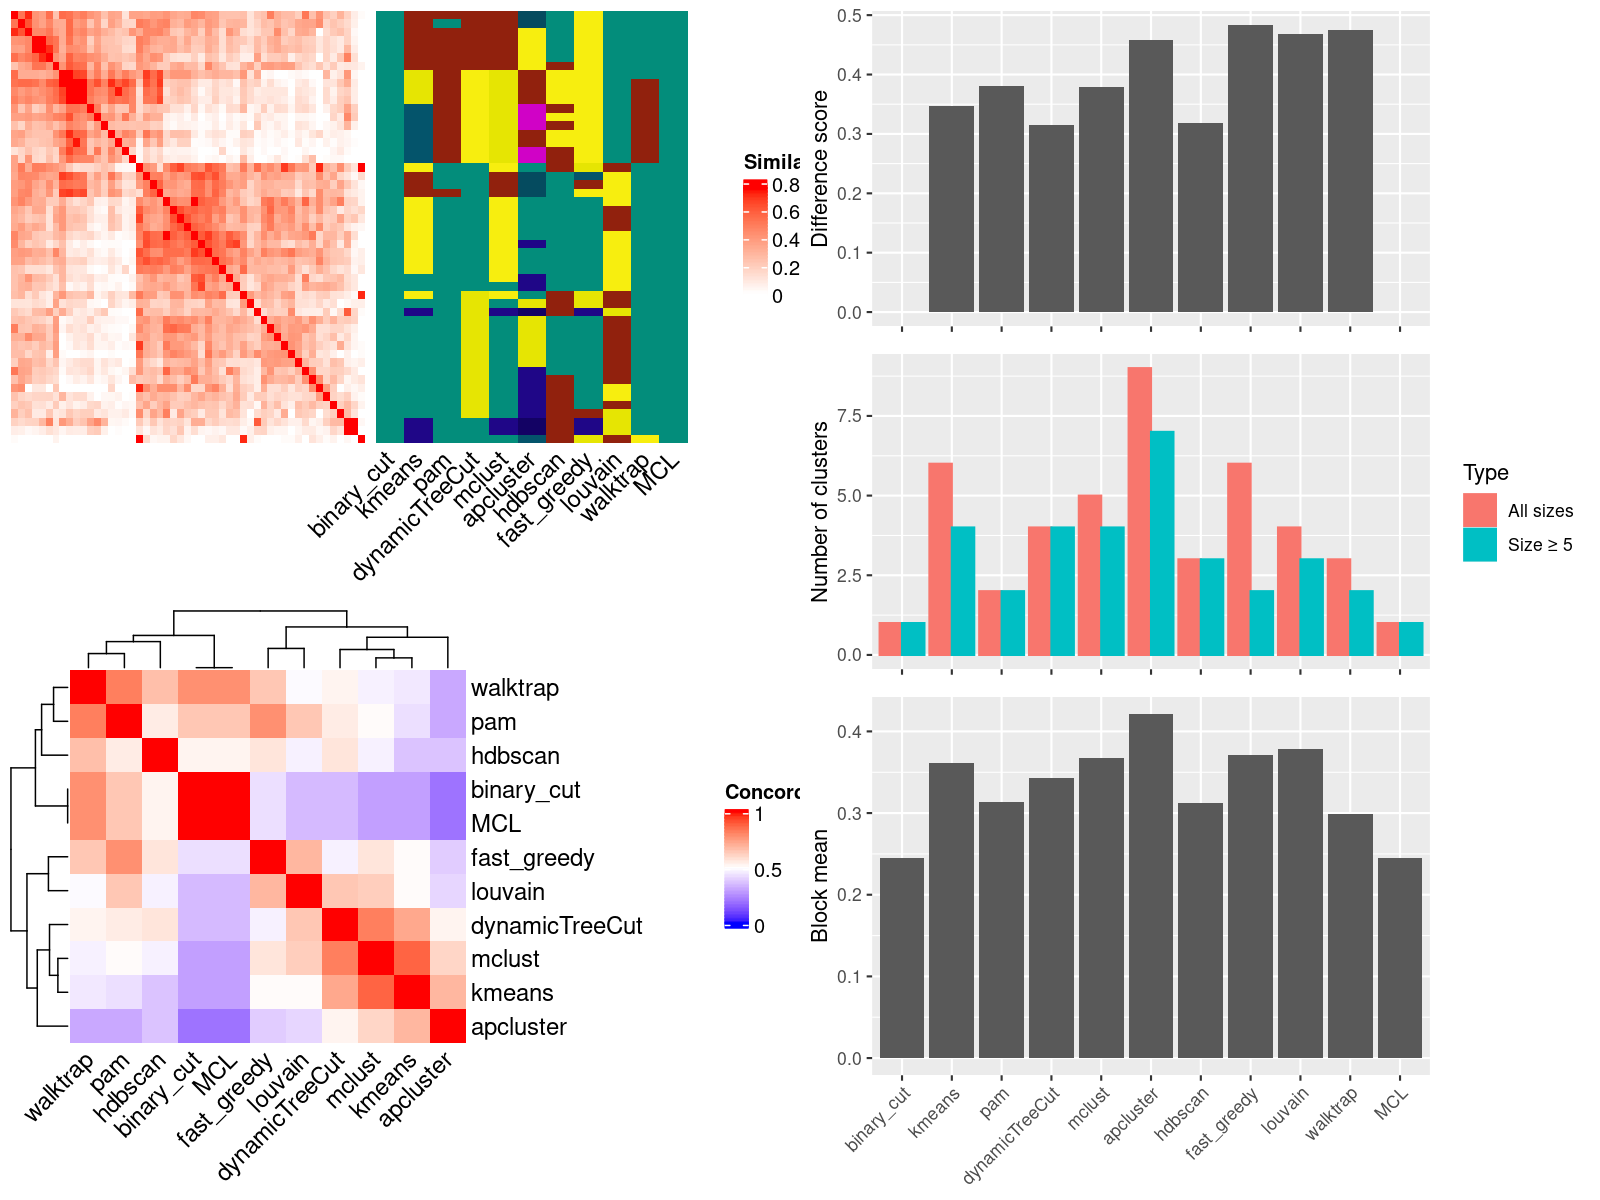 Simila
0.8
0.6
0.4
0.2
0
binary_cut
kmeans
pam
dynamicTreeCut
mclust
apcluster
hdbscan
fast_greedy
louvain
walktrap
MCL
walktrap
pam
hdbscan
binary_cut
MCL
fast_greedy
louvain
dynamicTreeCut
mclust
kmeans
apcluster
walktrap
pam
hdbscan
binary_cut
MCL
fast_greedy
louvain
dynamicTreeCut
mclust
kmeans
apcluster
Concord
1
0.5
0
Difference score
0.5
0.4
0.3
0.2
0.1
0.0
Number of clusters
7.5
5.0
2.5
0.0
Type
All sizes
Size ≥ 5
Block mean
0.4
0.3
0.2
0.1
0.0
binary_cut
kmeans
pam
dynamicTreeCut
mclust
apcluster
hdbscan
fast_greedy
louvain
walktrap
MCL